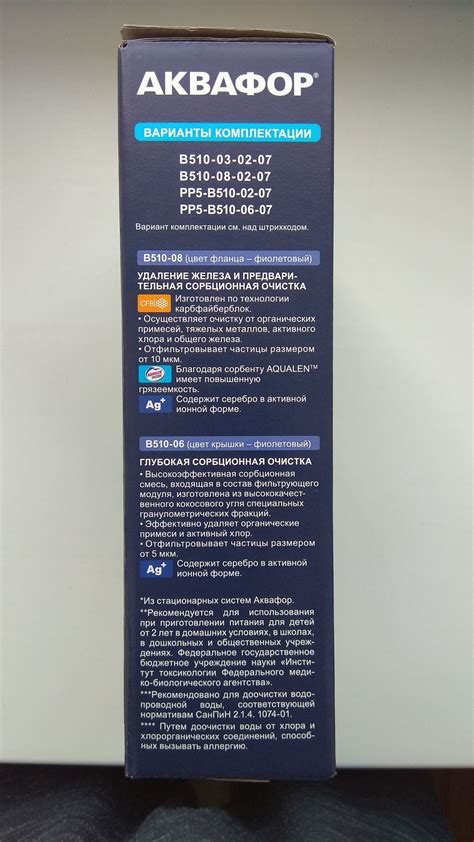 АКВАФОР®
ВАРИАНТЫ КОМПЛЕКТАЦИИ
B510-03-02-07
B510-08-02-07
PP5-B510-02-07
PP5-B510-06-07
Вариант комплектации см. над штрихкодом.
B510-08 (цвет фланца – фиолетовый)
УДАЛЕНИЕ ЖЕЛЕЗА И ПРЕДВАРИ-
ТЕЛЬНАЯ СОРБЦИОННАЯ ОЧИСТКА
CFB Изготовлен по технологии
карбфайберблок.
• Осуществляет очистку от органических
примесей, тяжелых металлов, активного
хлора и общего железа.
• Отфильтровывает частицы размером
от 10 мкм.
Благодаря сорбенту AQUALEN™
имеет повышенную
грязеемкость.
Ag+ Содержит серебро в активной
ионной форме.
B510-06 (цвет крышки – фиолетовый)
ГЛУБОКАЯ СОРБЦИОННАЯ ОЧИСТКА
• Высокоэффективная сорбционная
смесь, входящая в состав фильтрующего
модуля, изготовлена из высококачест-
венного кокосового угля специальных
гранулометрических фракций.
• Эффективно удаляет органические
примеси и активный хлор.
• Отфильтровывает частицы размером
от 5 мкм.
Ag+ Содержит серебро в активной
ионной форме.
*Из стационарных систем Аквафор.
**Рекомендуется для использования
при приготовлении питания для детей
от 2 лет в домашних условиях, в школах,
в дошкольных и общественных учреж-
дениях. Федеральное государственное
бюджетное учреждение науки «Инсти-
тут токсикологии Федерального меди-
ко-биологического агентства».
***Рекомендовано для доочистки водо-
проводной воды, соответствующей
нормативам СанПиН 2.1.4. 1074-01.
**** Путем доочистки воды от хлора и
хлорорганических соединений, способ-
ных вызывать аллергию.